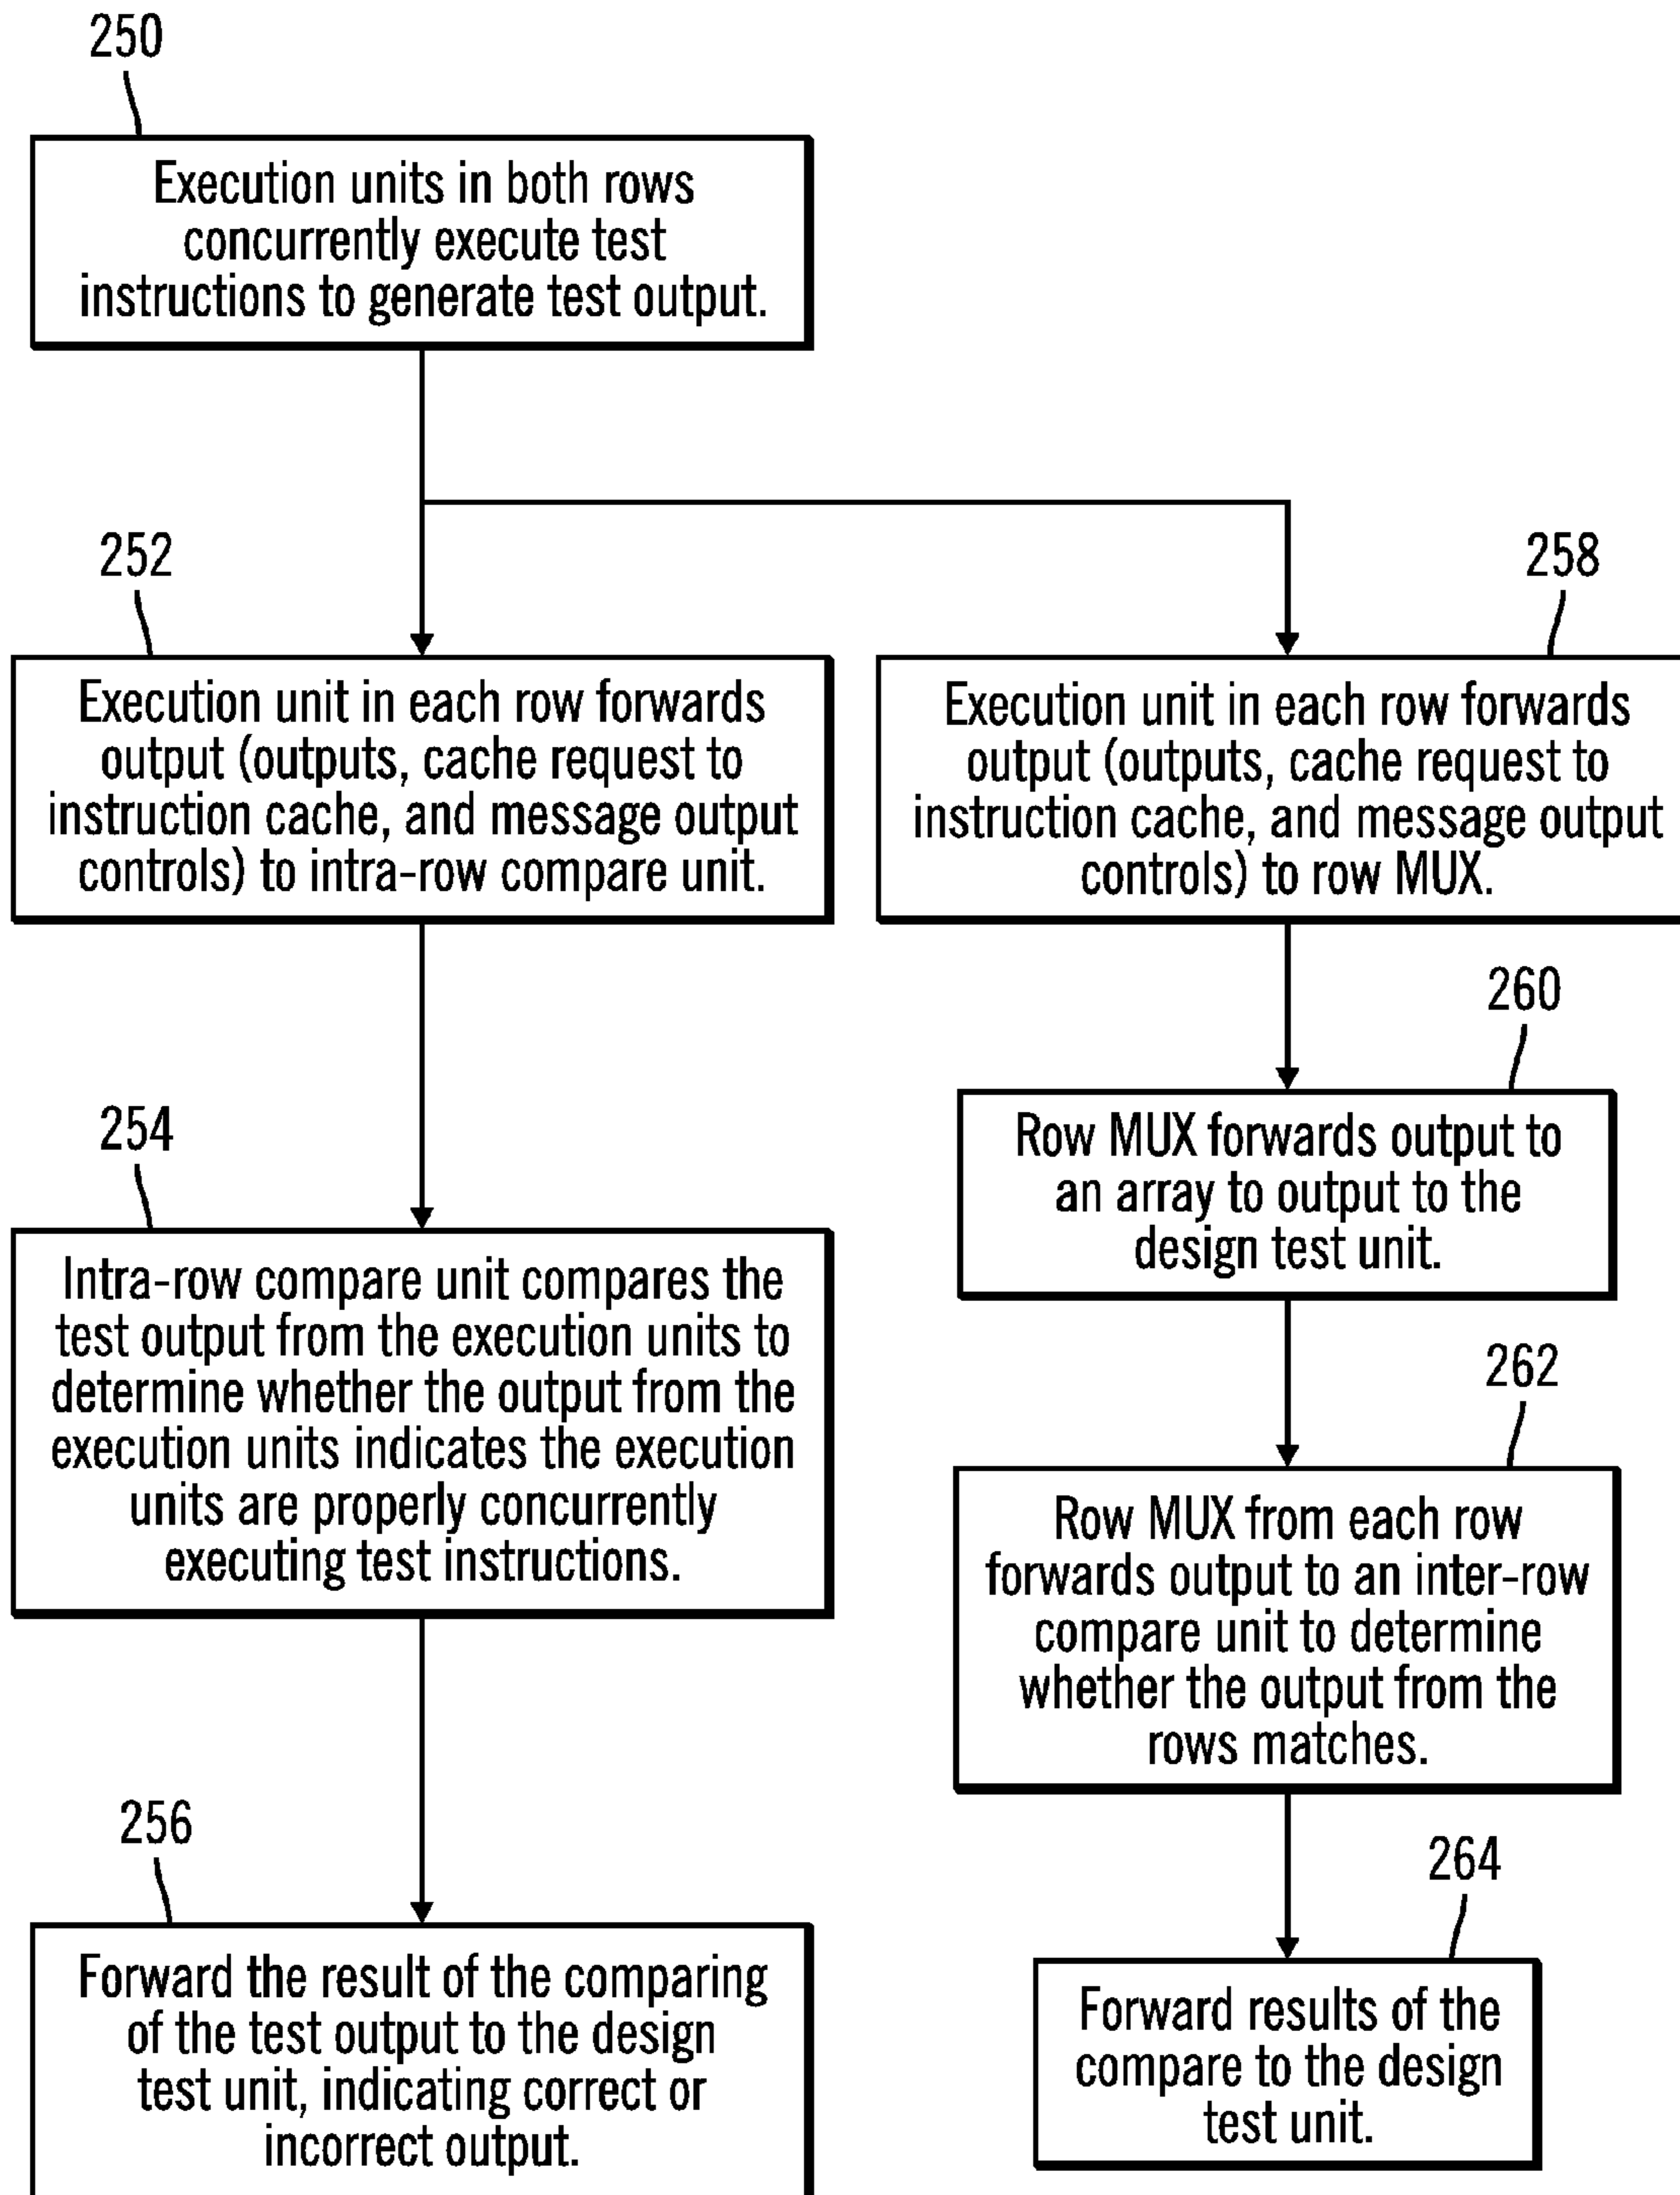 250
Execution units in both rows
concurrently execute test
instructions to generate test output.
252
Execution unit in each row forwards
output (outputs, cache request to
instruction cache, and message output
controls) to intra-row compare unit.
254
Intra-row compare unit compares the
test output from the execution units to
determine whether the output from the
execution units indicates the execution
units are properly concurrently
executing test instructions.
256
Forward the result of the comparing
of the test output to the design
test unit, indicating correct or
incorrect output.
258
Execution unit in each row forwards
output (outputs, cache request to
instruction cache, and message output
controls) to row MUX.
260
Row MUX forwards output to
an array to output to the
design test unit.
262
Row MUX from each row
forwards output to an inter-row
compare unit to determine
whether the output from the
rows matches.
264
Forward results of the
compare to the design
test unit.